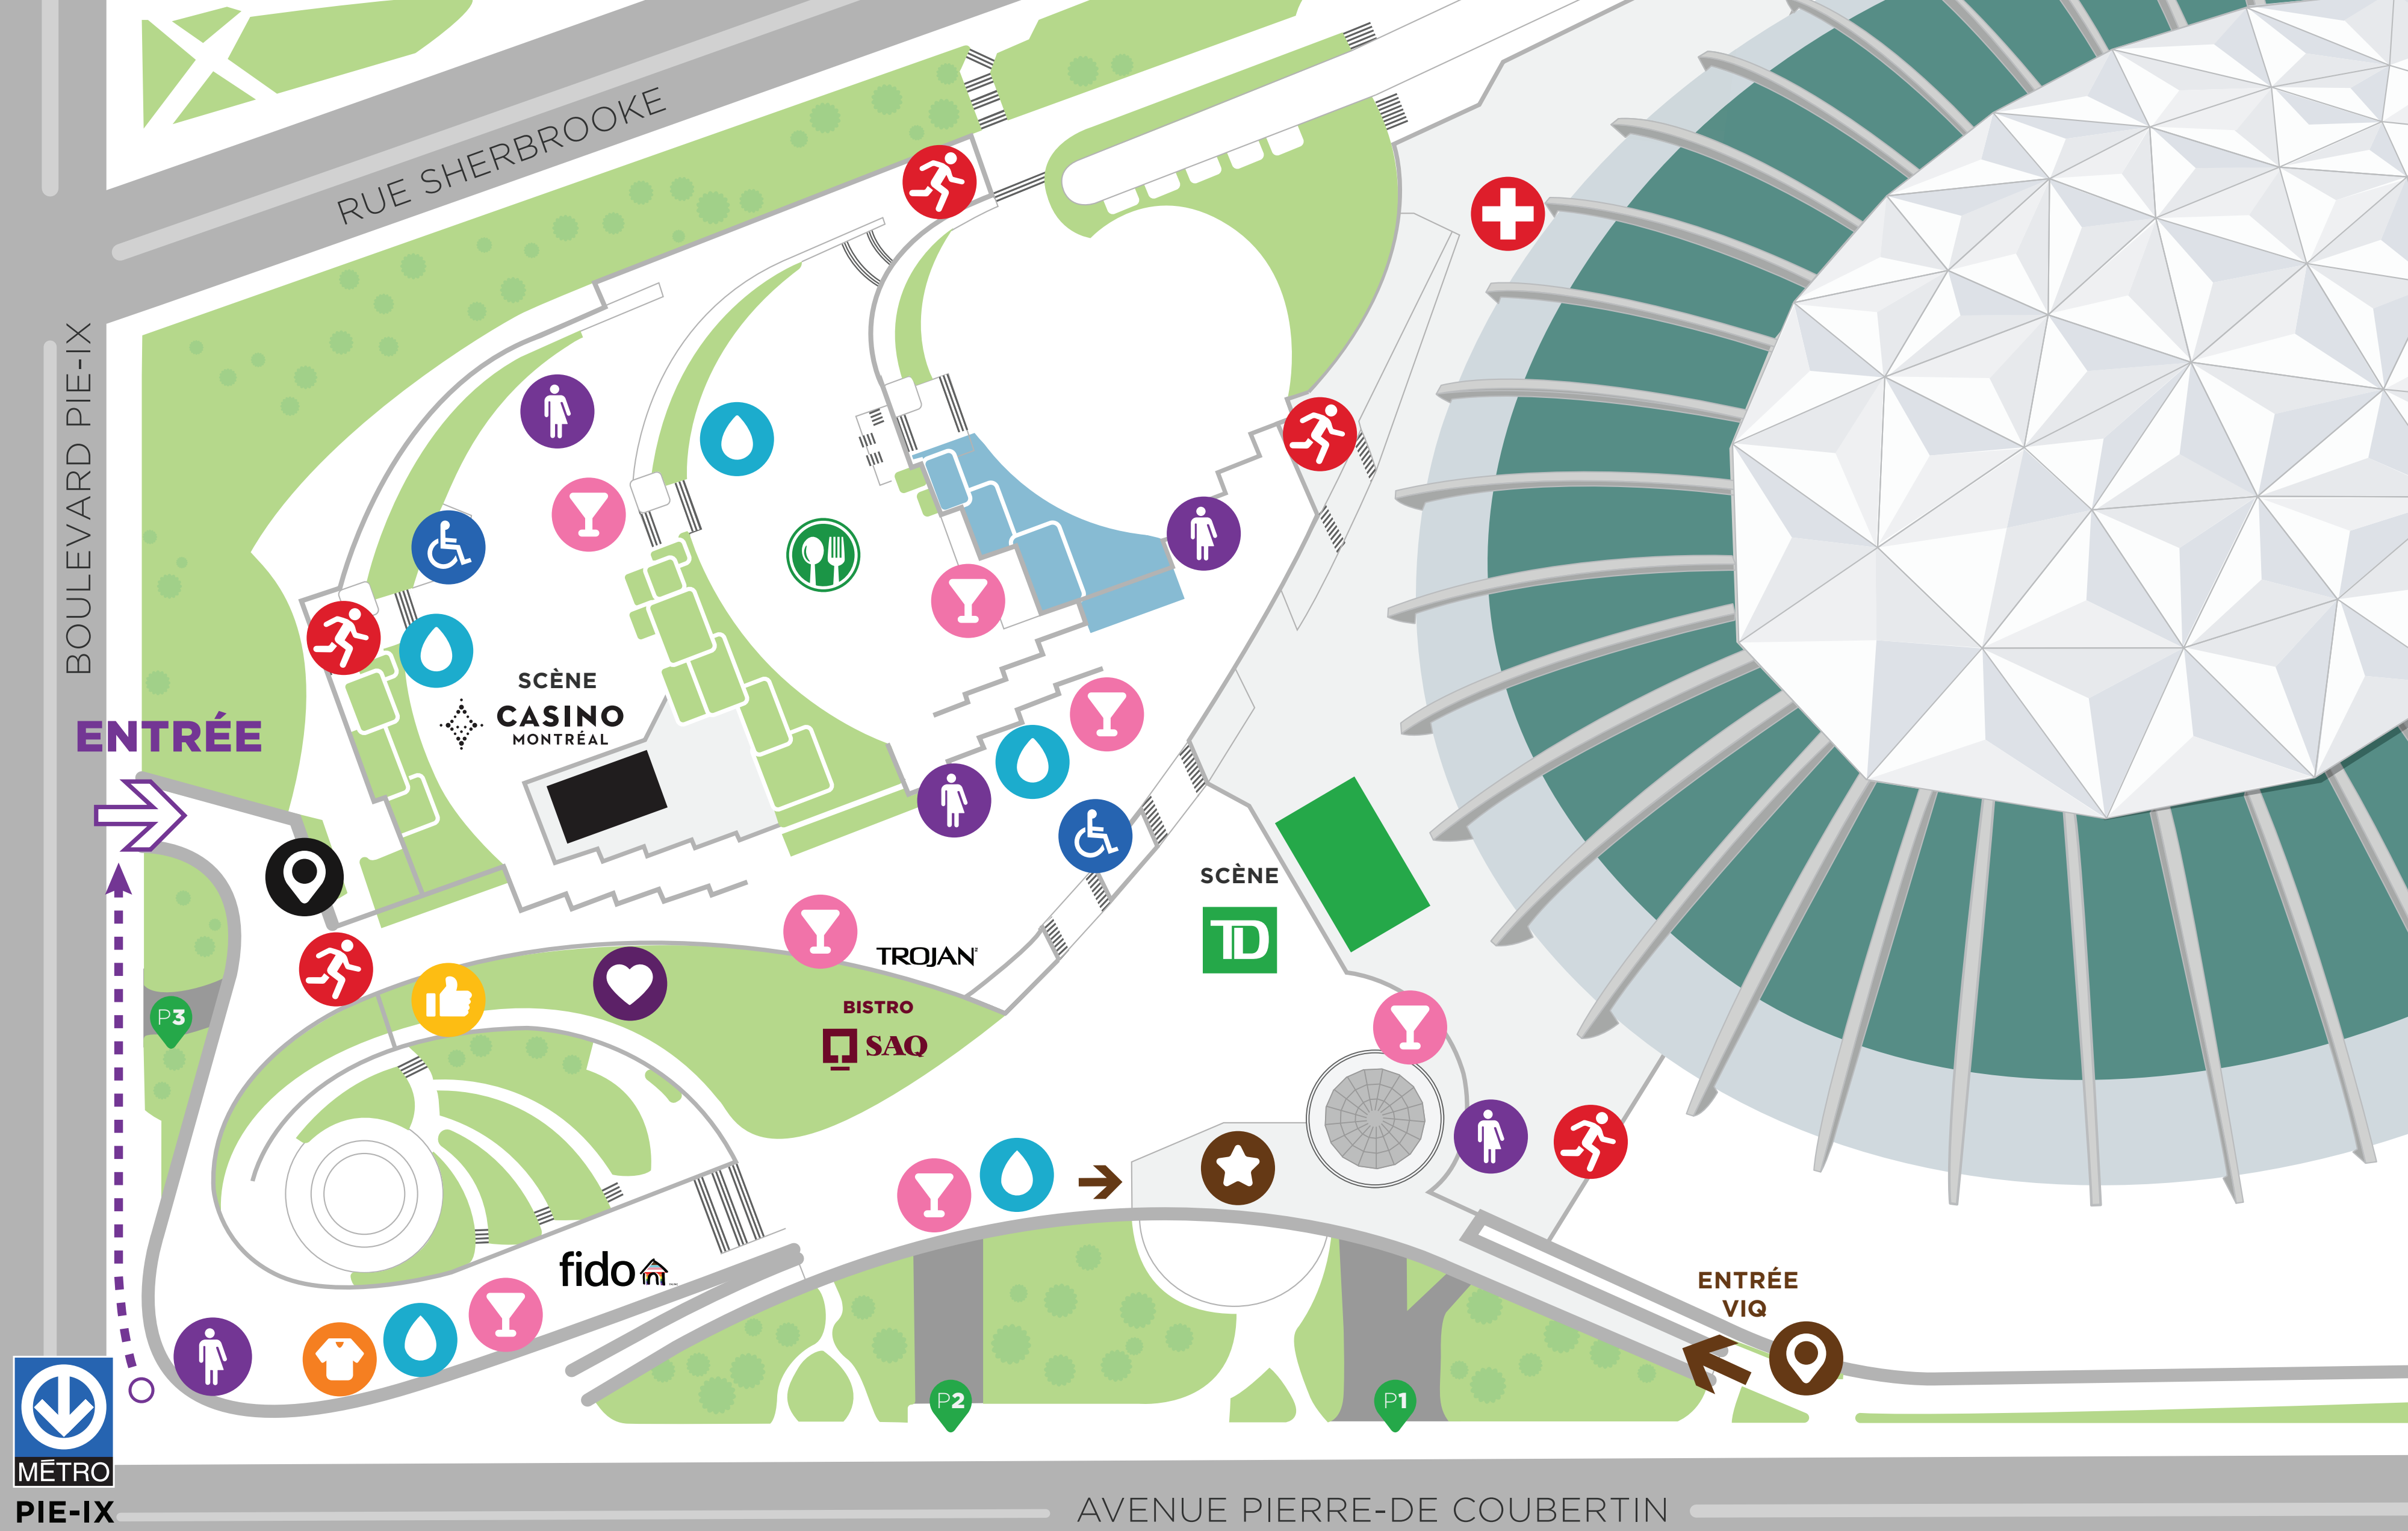 RUE SHERBROOKE
BOULEVARD PIE-IX
SCÈNE
CASINO
MONTRÉAL
ENTRÉE
SCÈNE
TD
TROJAN
BISTRO
SAQ
P3
fido
ENTRÉE
VIQ
P2
P1
MÉTRO
PIE-IX
AVENUE PIERRE-DE COUBERTIN